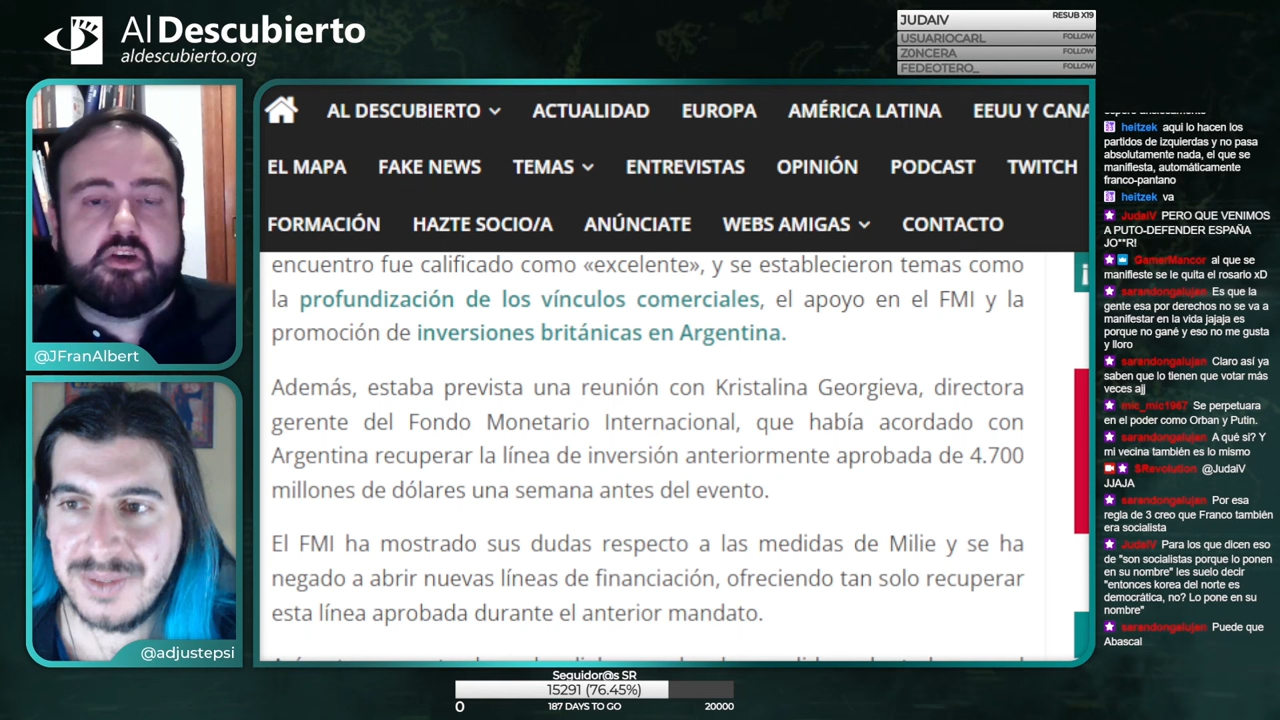 Al Descubierto
aldescubierto.org
JUDAIV RESUB X19
USUARIOCARL FOLLOW
Z0NCERA FOLLOW
FEDEOTERO_ FOLLOW
@JFranAlbert
@adjustepsi
AL DESCUBIERTO ACTUALIDAD EUROPA AMÉRICA LATINA EEUU Y CANA
EL MAPA FAKE NEWS TEMAS ENTREVISTAS OPINIÓN PODCAST TWITCH
FORMACIÓN HAZTE SOCIO/A ANÚNCIATE WEBS AMIGAS CONTACTO
encuentro fue calificado como «excelente», y se establecieron temas como
la profundización de los vínculos comerciales, el apoyo en el FMI y la
promoción de inversiones británicas en Argentina.
Además, estaba prevista una reunión con Kristalina Georgieva, directora
gerente del Fondo Monetario Internacional, que había acordado con
Argentina recuperar la línea de inversión anteriormente aprobada de 4.700
millones de dólares una semana antes del evento.
El FMI ha mostrado sus dudas respecto a las medidas de Milie y se ha
negado a abrir nuevas líneas de financiación, ofreciendo tan solo recuperar
esta línea aprobada durante el anterior mandato.
heitzek aqui lo hacen los
partidos de izquierdas y no pasa
absolutamente nada, el que se
manifiesta, automáticamente
franco-pantano
heitzek va
JudaiV PERO QUE VENIMOS
A PUTO-DEFENDER ESPAÑA
JO**R!
GamerMancor al que se
manifieste se le quita el rosario xD
sarandongalujan Es que la
gente esa por derechos no se va a
manifestar en la vida jajaja es
porque no gané y eso no me gusta
y lloro
sarandongalujan Claro así ya
saben que lo tienen que votar más
veces ajj
mic_mic1967 Se perpetuara
en el poder como Orban y Putin.
sarandongalujan A qué si? Y
mi vecina también es lo mismo
SRevolution @JudaiV
JJAJA
sarandongalujan Por esa
regla de 3 creo que Franco también
era socialista
JudaiV Para los que dicen eso
de "son socialistas porque lo ponen
en su nombre" les suelo decir
"entonces korea del norte es
democrática, no? Lo pone en su
nombre"
sarandongalujan Puede que
Abascal
Seguidor@s SR
15291 (76.45%)
0 187 DAYS TO GO 20000